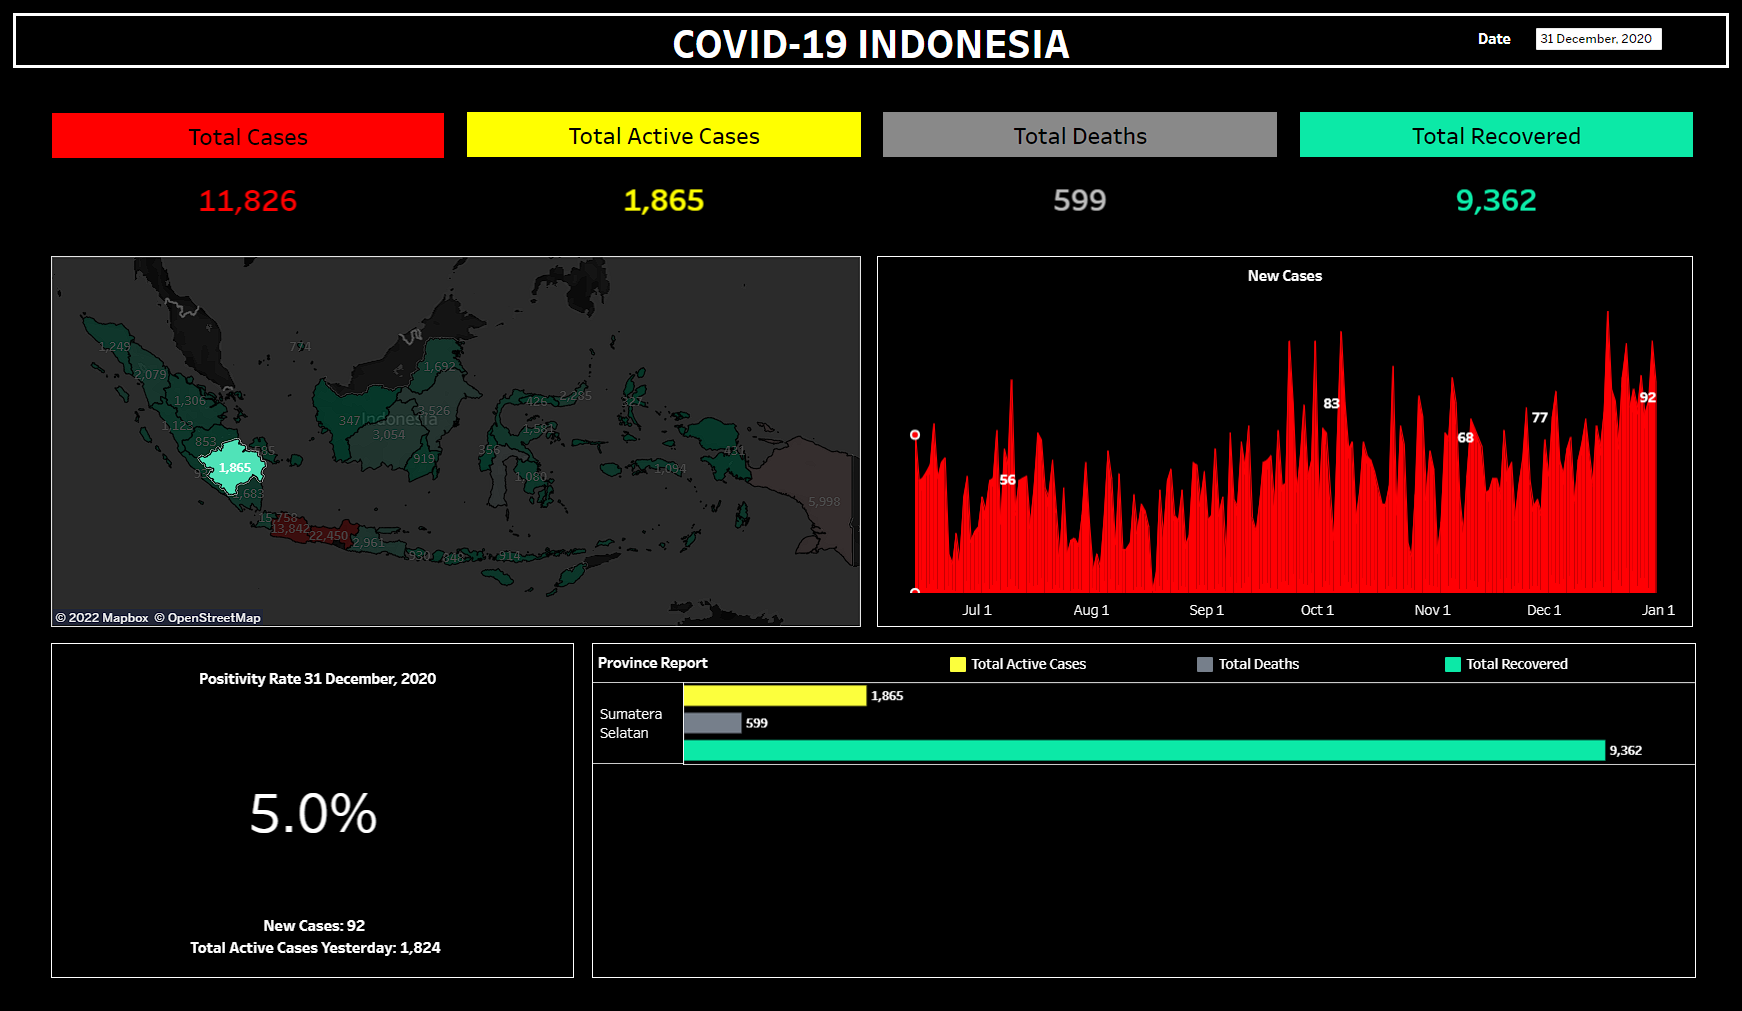 COVID-19 INDONESIA
Date
31 December, 2020
Total Cases
Total Active Cases
Total Deaths
Total Recovered
11,826
1,865
599
9,362
1,249
774
2,079
1,692
1,306
426
2,285
327
347
Indonesia
3,526
1,123
3,054
1,581
853
585
356
431
1,865
919
1,094
1,080
5,998
15,758
13,842
22,450
2,961
930
848
914
© 2022 Mapbox © OpenStreetMap
New Cases
56
83
68
77
92
Jul 1
Aug 1
Sep 1
Oct 1
Nov 1
Dec 1
Jan 1
Positivity Rate 31 December, 2020
5.0%
New Cases: 92
Total Active Cases Yesterday: 1,824
Province Report
Total Active Cases
Total Deaths
Total Recovered
Sumatera
Selatan
1,865
599
9,362